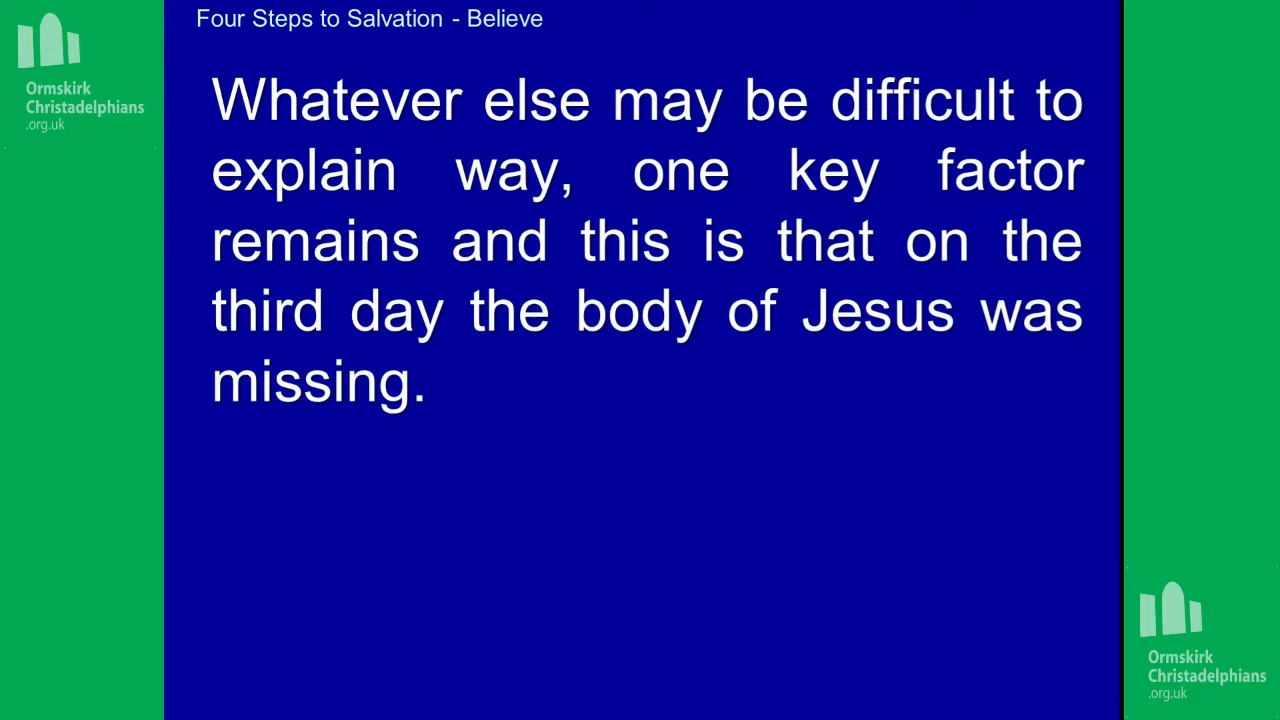 Four Steps to Salvation - Believe
Ormskirk
Christadelphians
.org.uk
Whatever else may be difficult to
explain way, one key factor
remains and this is that on the
third day the body of Jesus was
missing.
Ormskirk
Christadelphians
.org.uk